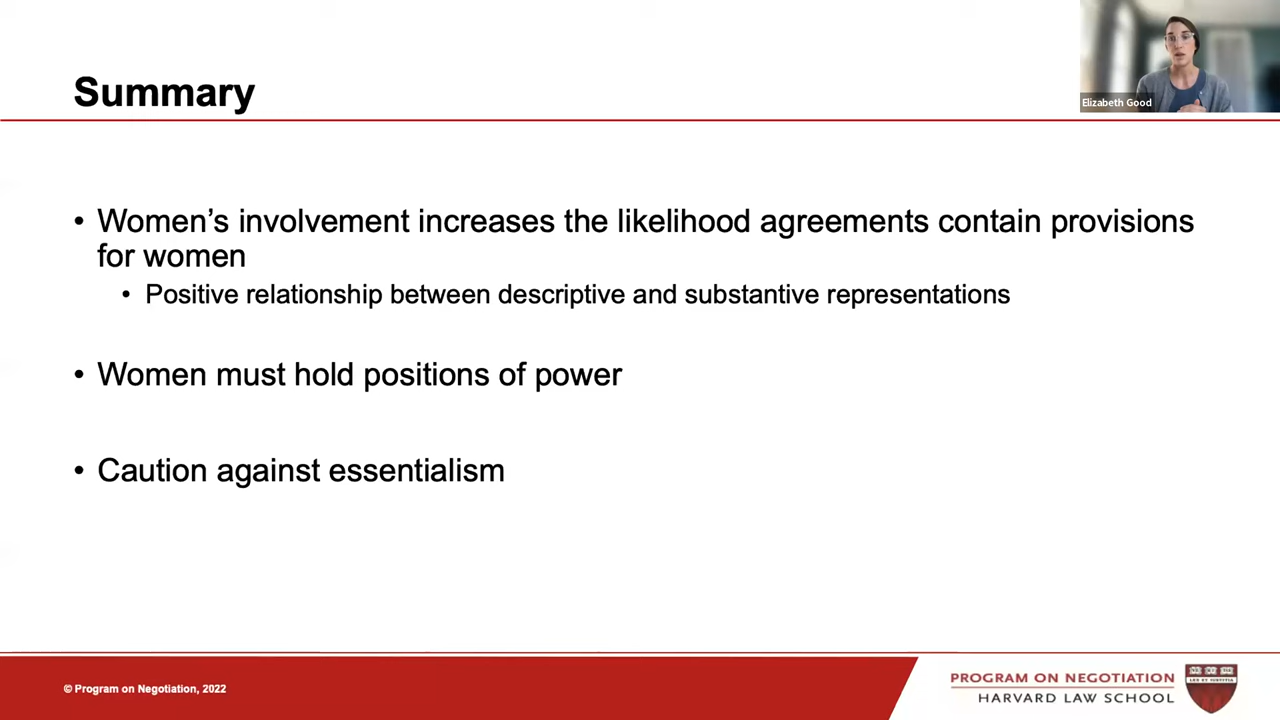 Summary
Elizabeth Good
• Women’s involvement increases the likelihood agreements contain provisions
for women
• Positive relationship between descriptive and substantive representations
• Women must hold positions of power
• Caution against essentialism
© Program on Negotiation, 2022
PROGRAM ON NEGOTIATION
HARVARD LAW SCHOOL